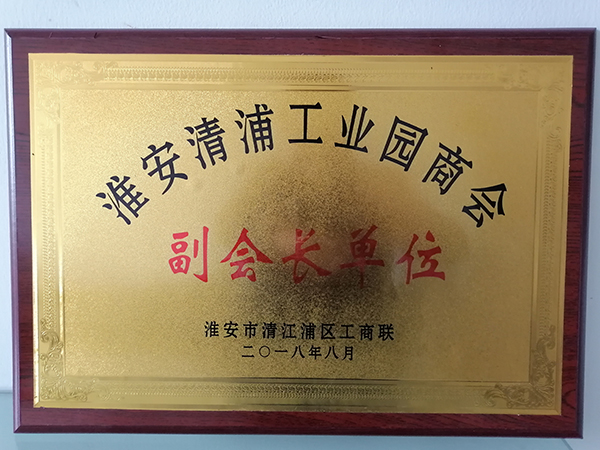 淮安清浦工业园商会
副会长单位
淮安市清江浦区工商联
二〇一八年八月